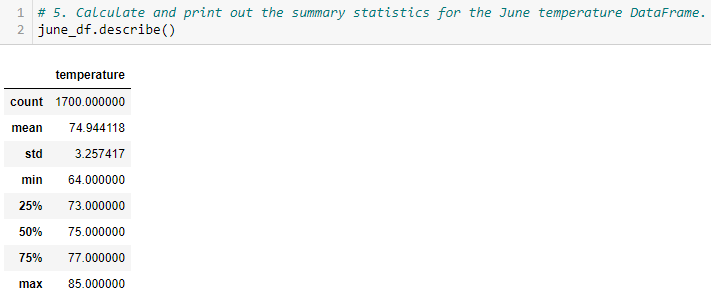 1 # 5. Calculate and print out the summary statistics for the June temperature DataFrame.
2 june_df.describe()
temperature
count 1700.000000
mean 74.944118
std 3.257417
min 64.000000
25% 73.000000
50% 75.000000
75% 77.000000
max 85.000000